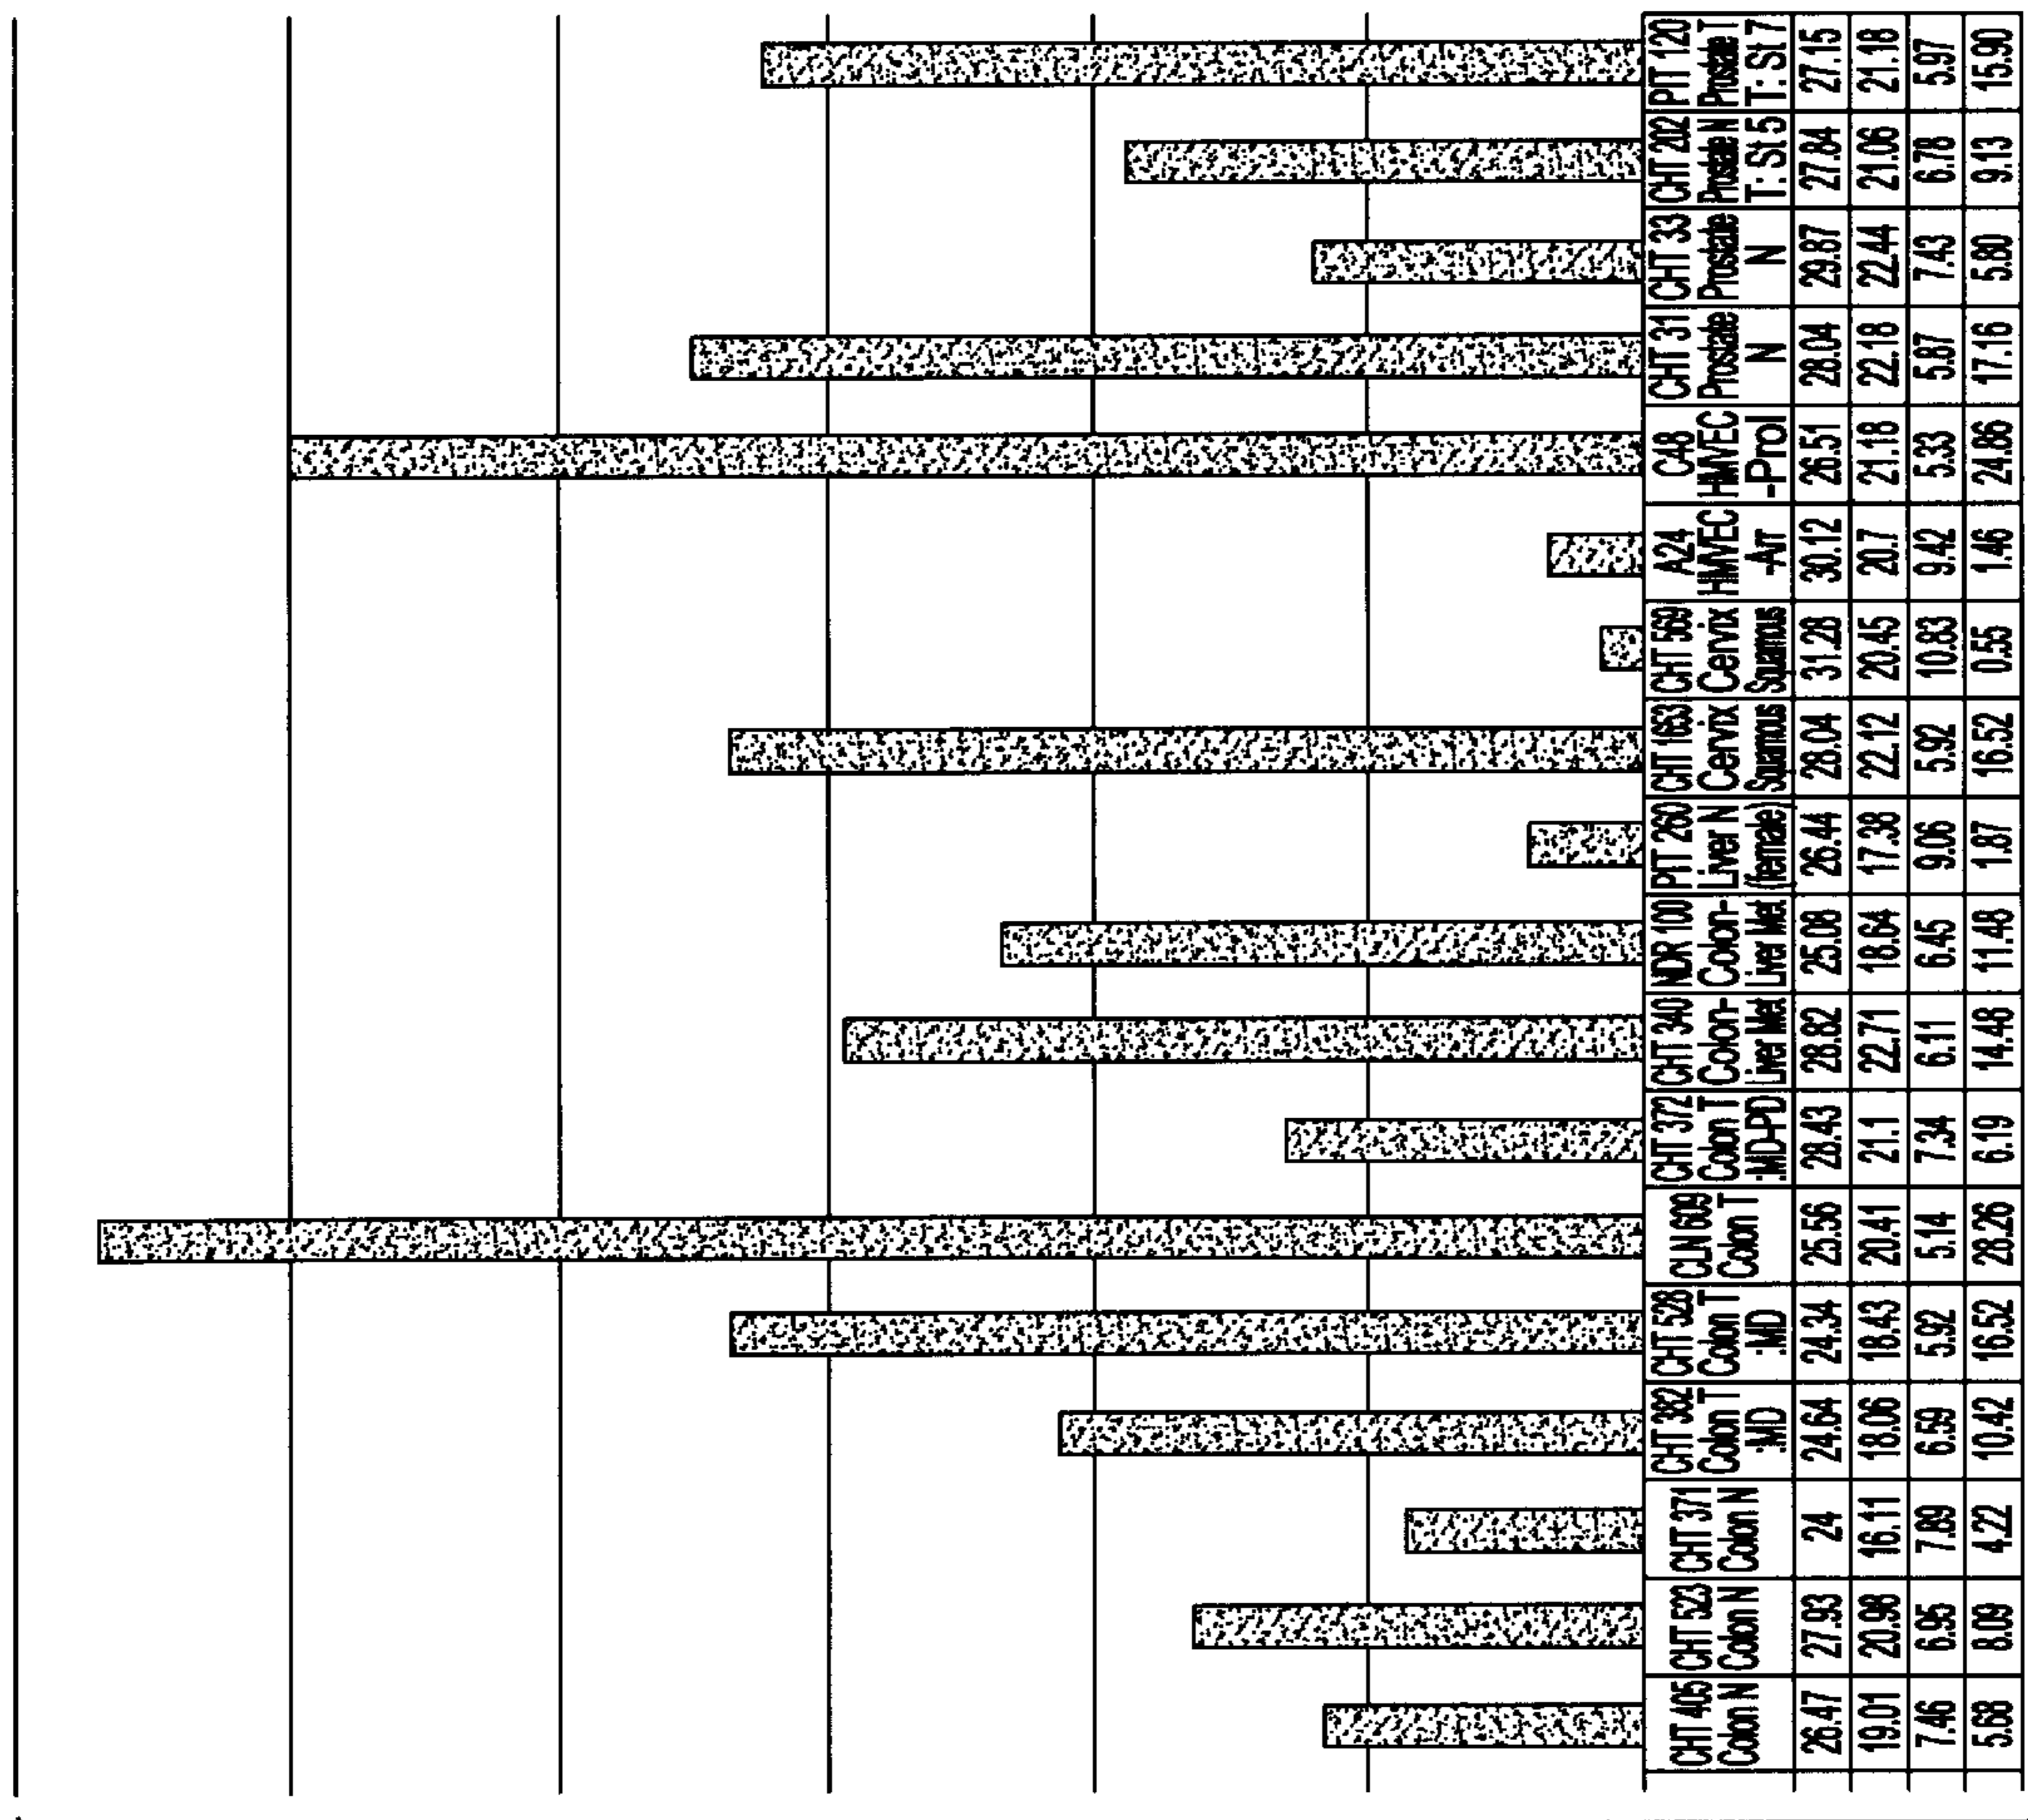 CHT 405 CHT 523 CHT 371 CHT 382 CHT 528 CLN 609 CHT 372 CHT 340 NDR 100 PIT 260 CHT 163 CHT 569 A24 C48 CHT 31 CHT 33 CHT 202 PIT 120
Colon N Colon N Colon N Colon T Colon T Colon T Colon T Colon- Colon- Liver N Cervix Cervix HMVEC HMVEC Prostate Prostate Prostate N Prostate T
:MD :MD :MD-PD Liver Met Liver Met (female) Squamous Squamous -Arr -Prol N N T: St 5 T: St 7
26.47 27.93 24 24.64 24.34 25.56 28.43 28.82 25.08 26.44 28.04 31.28 30.12 26.51 28.04 29.87 27.84 27.15
19.01 20.98 16.11 18.06 18.43 20.41 21.1 22.71 18.64 17.38 22.12 20.45 20.7 21.18 22.18 22.44 21.06 21.18
7.46 6.95 7.89 6.59 5.92 5.14 7.34 6.11 6.45 9.06 5.92 10.83 9.42 5.33 5.87 7.43 6.78 5.97
5.68 8.09 4.22 10.42 16.52 28.26 6.19 14.48 11.48 1.87 16.52 0.55 1.46 24.86 17.16 5.80 9.13 15.90